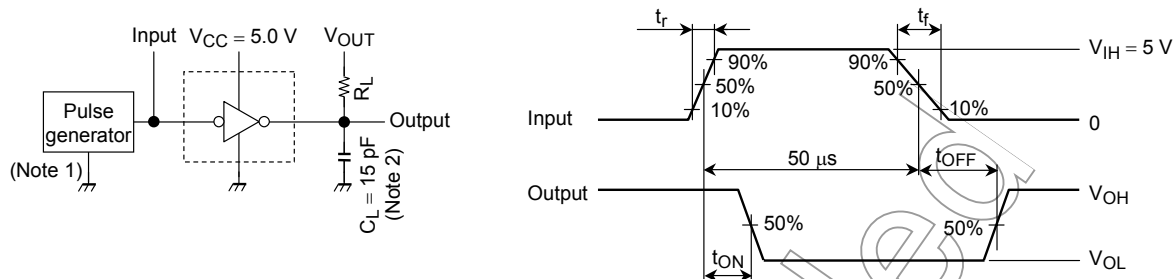 Input
V_CC = 5.0 V
V_OUT
R_L
Pulse
generator
(Note 1)
Output
C_L = 15 pF
(Note 2)
t_r
t_f
V_IH = 5 V
90%
50%
10%
90%
50%
10%
Input
0
50 μs
t_OFF
Output
V_OH
50%
50%
t_ON
V_OL